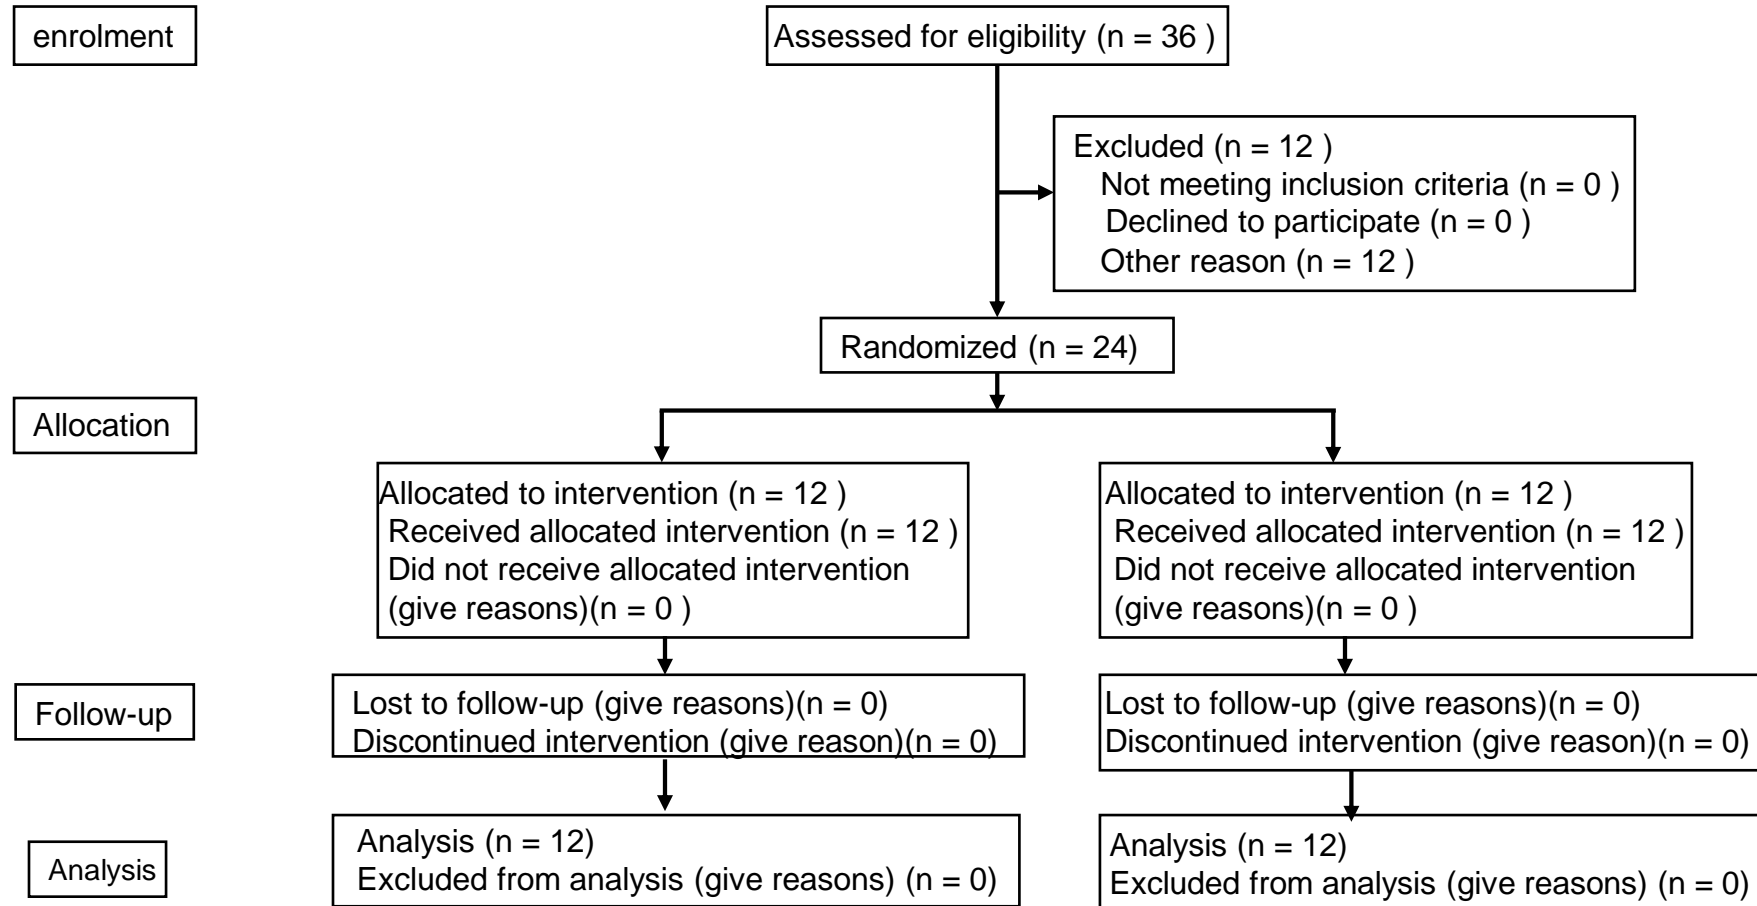 enrolment
Assessed for eligibility (n = 36 )
Excluded (n = 12 )
Not meeting inclusion criteria (n = 0 )
Declined to participate (n = 0 )
Other reason (n = 12 )
Randomized (n = 24)
Allocation
Allocated to intervention (n = 12 )
Received allocated intervention (n = 12 )
Did not receive allocated intervention
(give reasons)(n = 0 )
Allocated to intervention (n = 12 )
Received allocated intervention (n = 12 )
Did not receive allocated intervention
(give reasons)(n = 0 )
Follow-up
Lost to follow-up (give reasons)(n = 0)
Discontinued intervention (give reason)(n = 0)
Lost to follow-up (give reasons)(n = 0)
Discontinued intervention (give reason)(n = 0)
Analysis
Analysis (n = 12)
Excluded from analysis (give reasons) (n = 0)
Analysis (n = 12)
Excluded from analysis (give reasons) (n = 0)